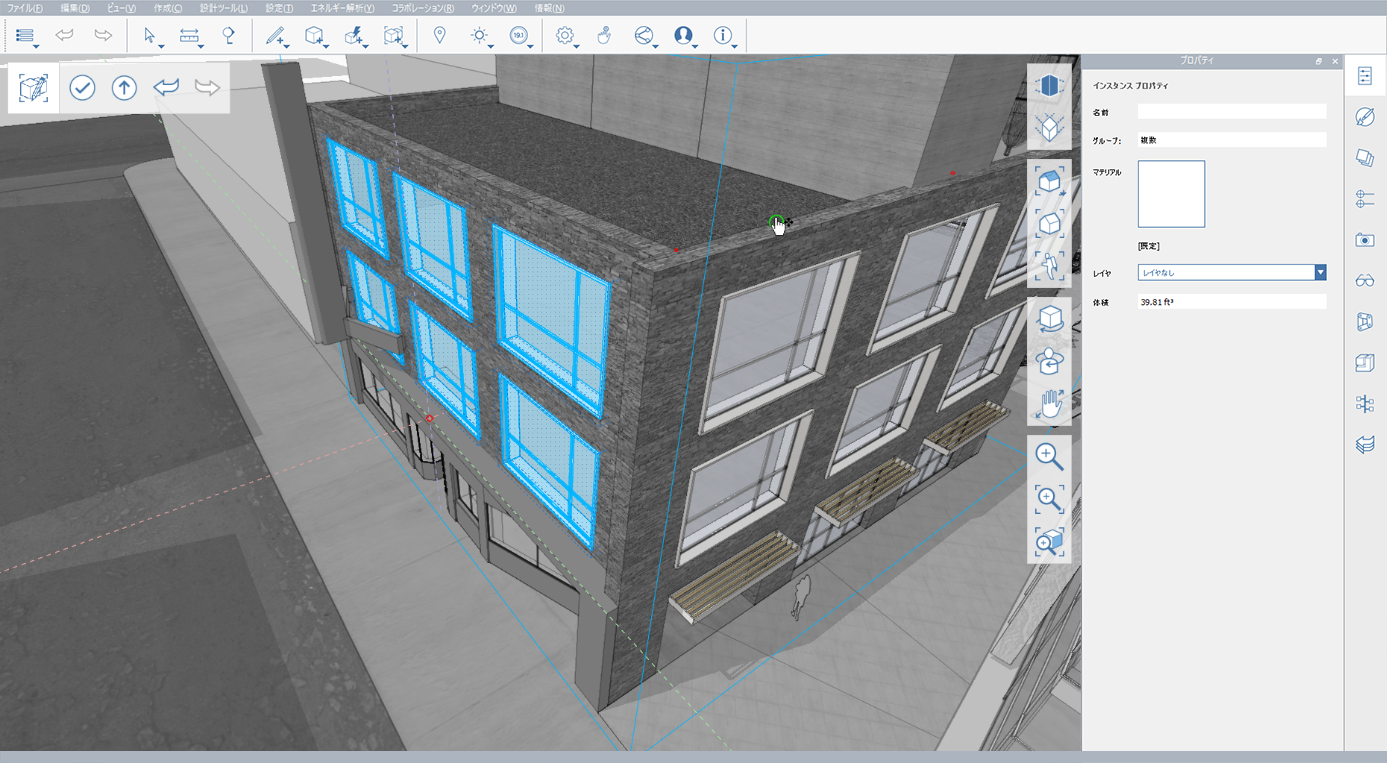 ファイル(F) 編集(D) ビュー(V) 作成(C) 設計ツール(L) 設定(T) エネルギー解析(Y) コラボレーション(R) ウィンドウ(W) 情報(N)
19.1
プロパティ
インスタンス プロパティ
名前
グループ: 複数
マテリアル
[既定]
レイヤ レイヤなし
体積 39.81 ft³